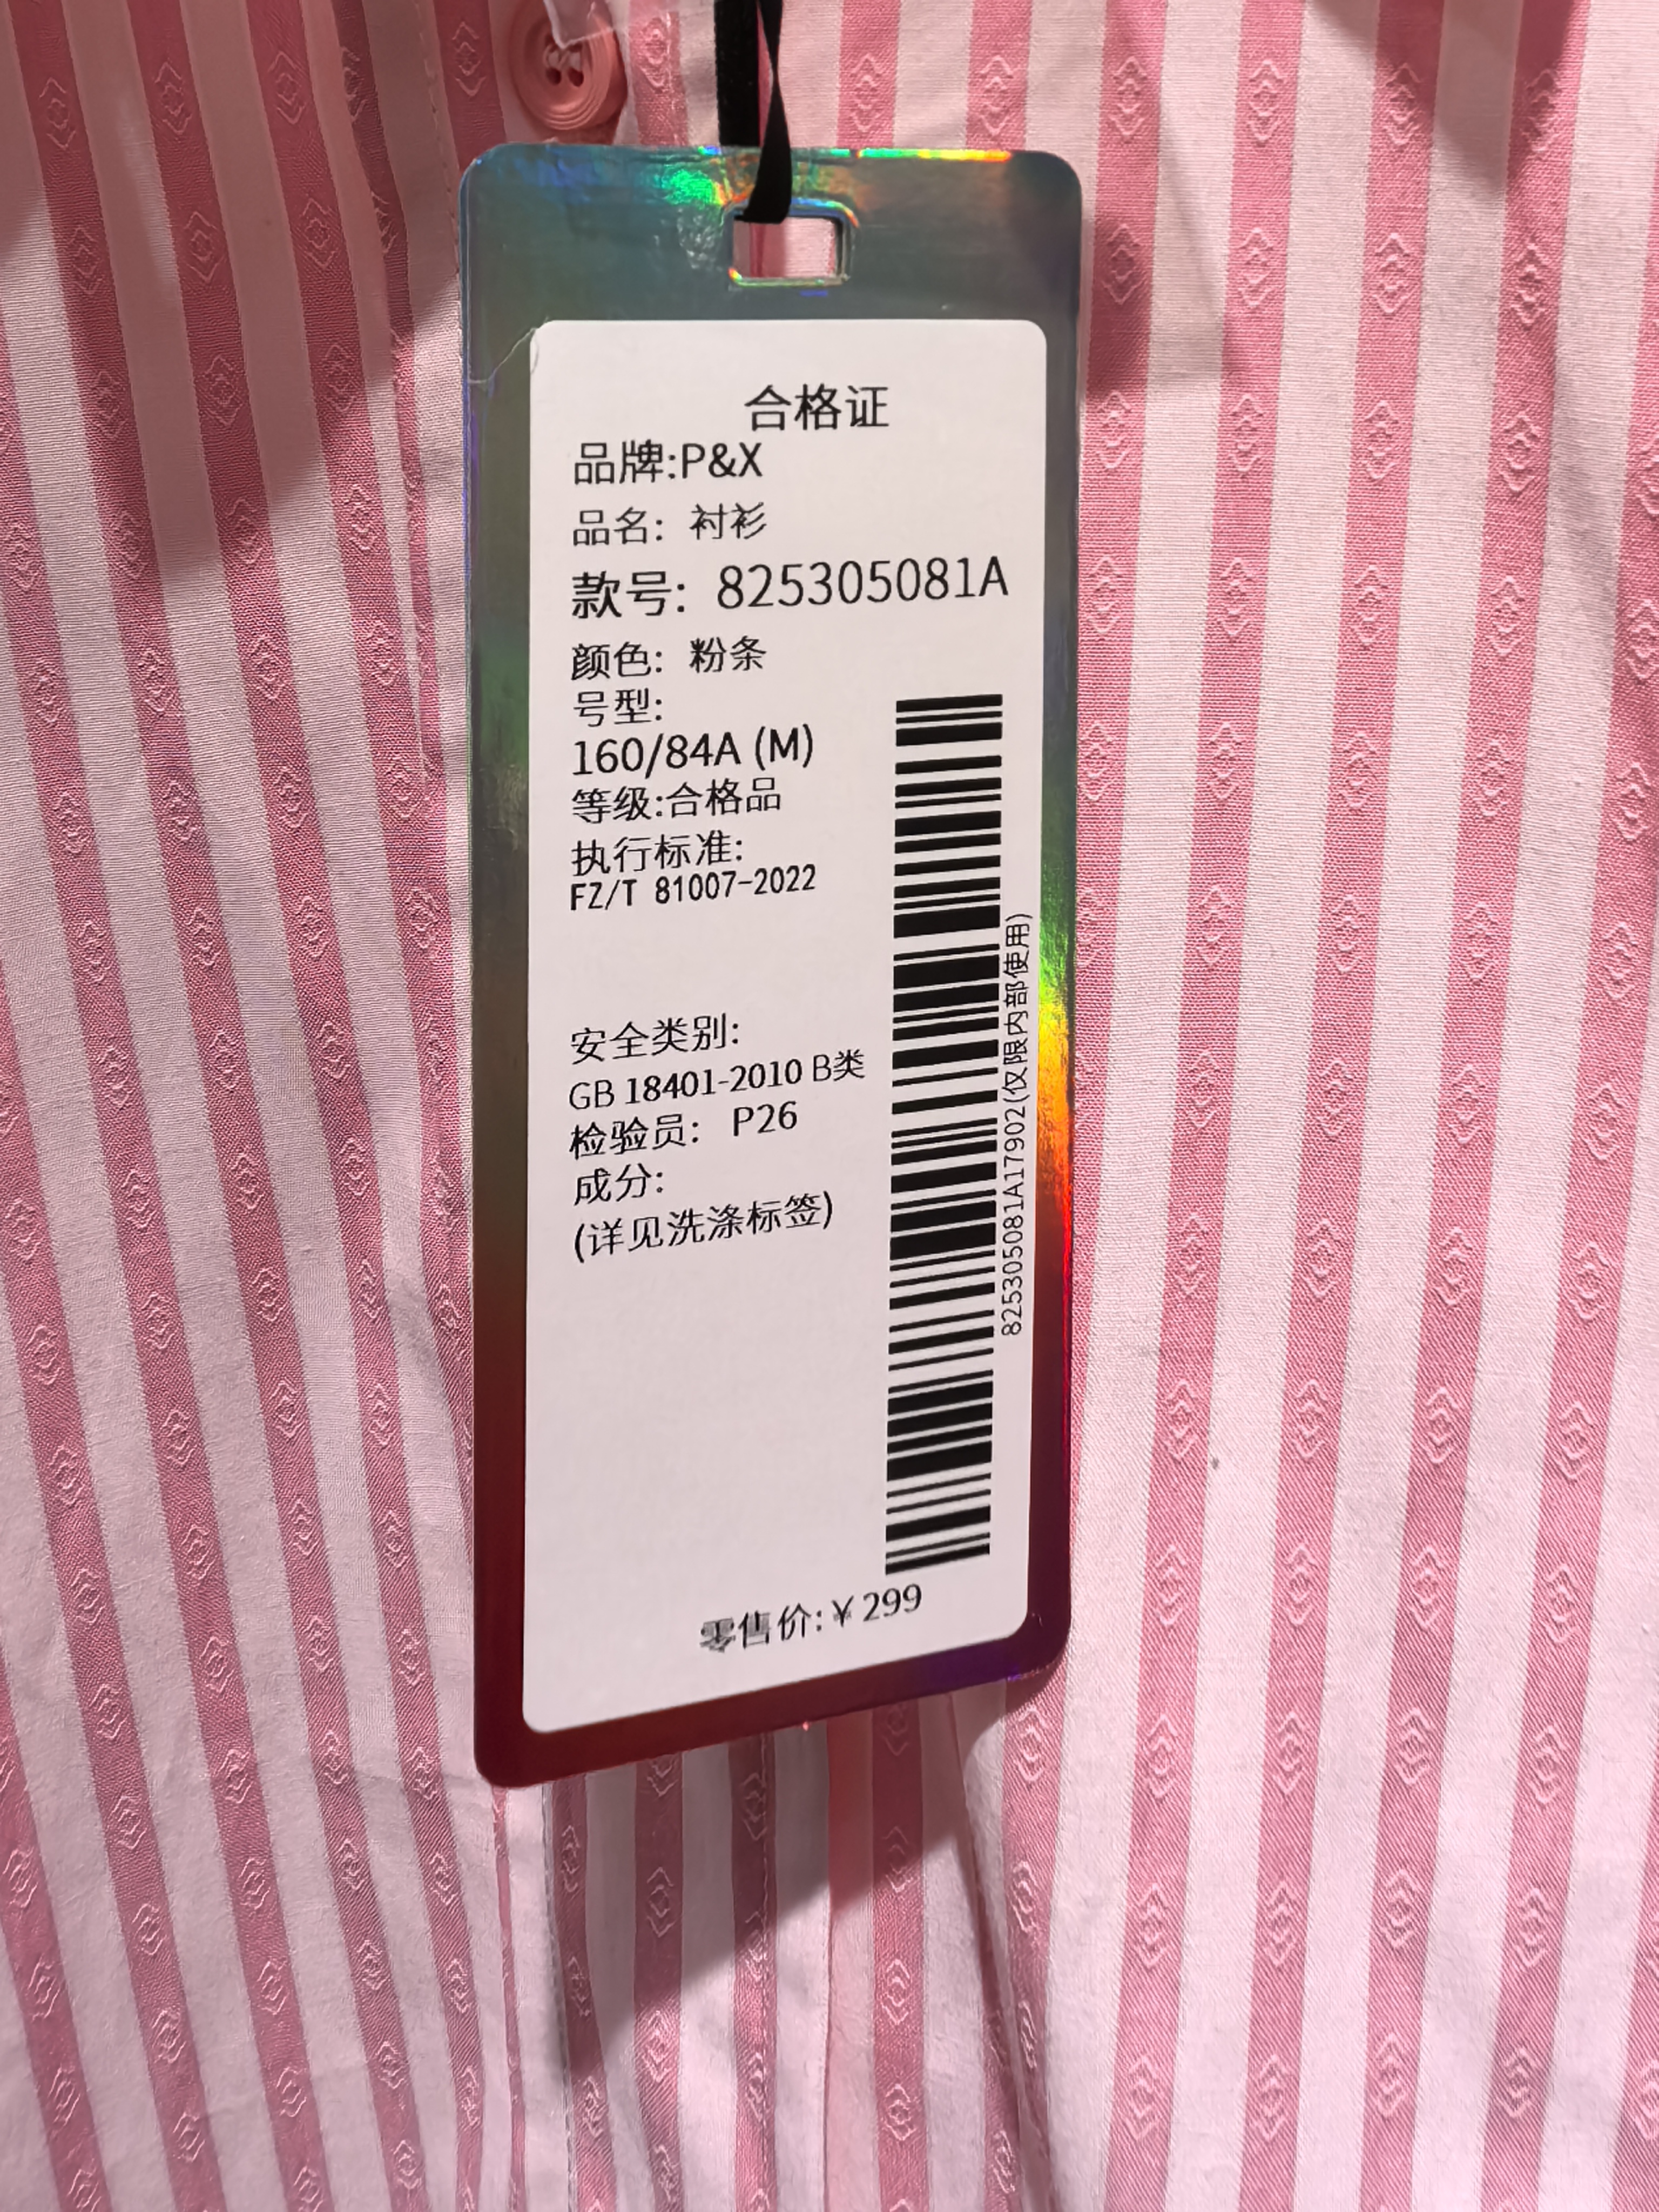 合格证
品牌:P&X
品名: 衬衫
款号: 825305081A
颜色: 粉条
号型:
160/84A (M)
等级:合格品
执行标准:
FZ/T 81007-2022
安全类别:
GB 18401-2010 B类
检验员: P26
成分:
(详见洗涤标签)
825305081A17902(仅限内部使用)
零售价:¥299